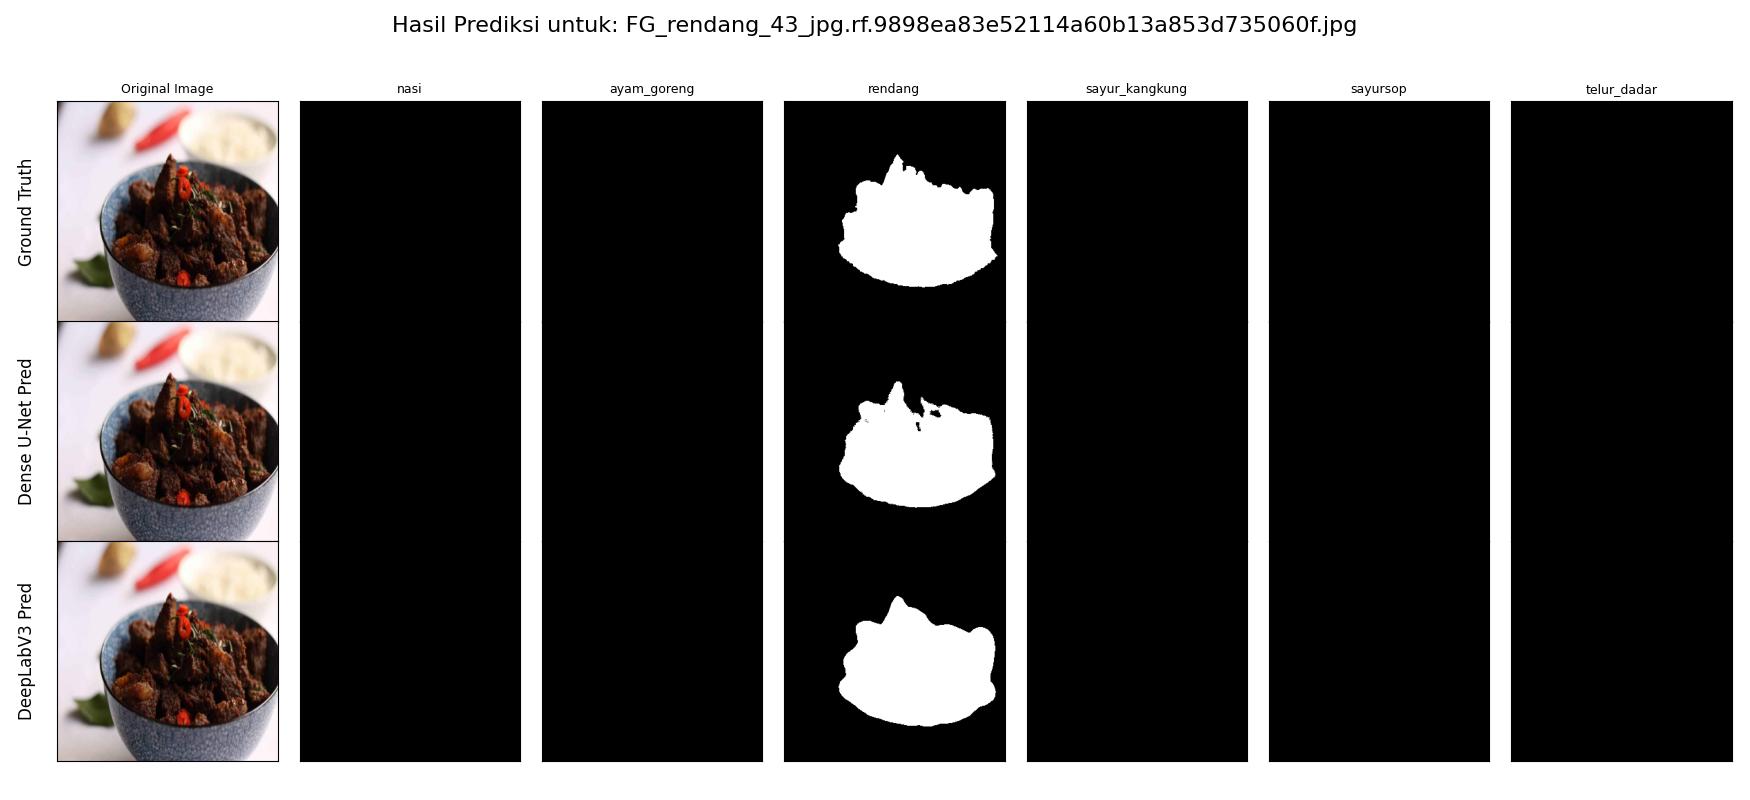 Hasil Prediksi untuk: FG_rendang_43_jpg.rf.9898ea83e52114a60b13a853d735060f.jpg
Original Image nasi ayam_goreng rendang sayur_kangkung sayursop telur_dadar
Ground Truth
Dense U-Net Pred
DeepLabV3 Pred